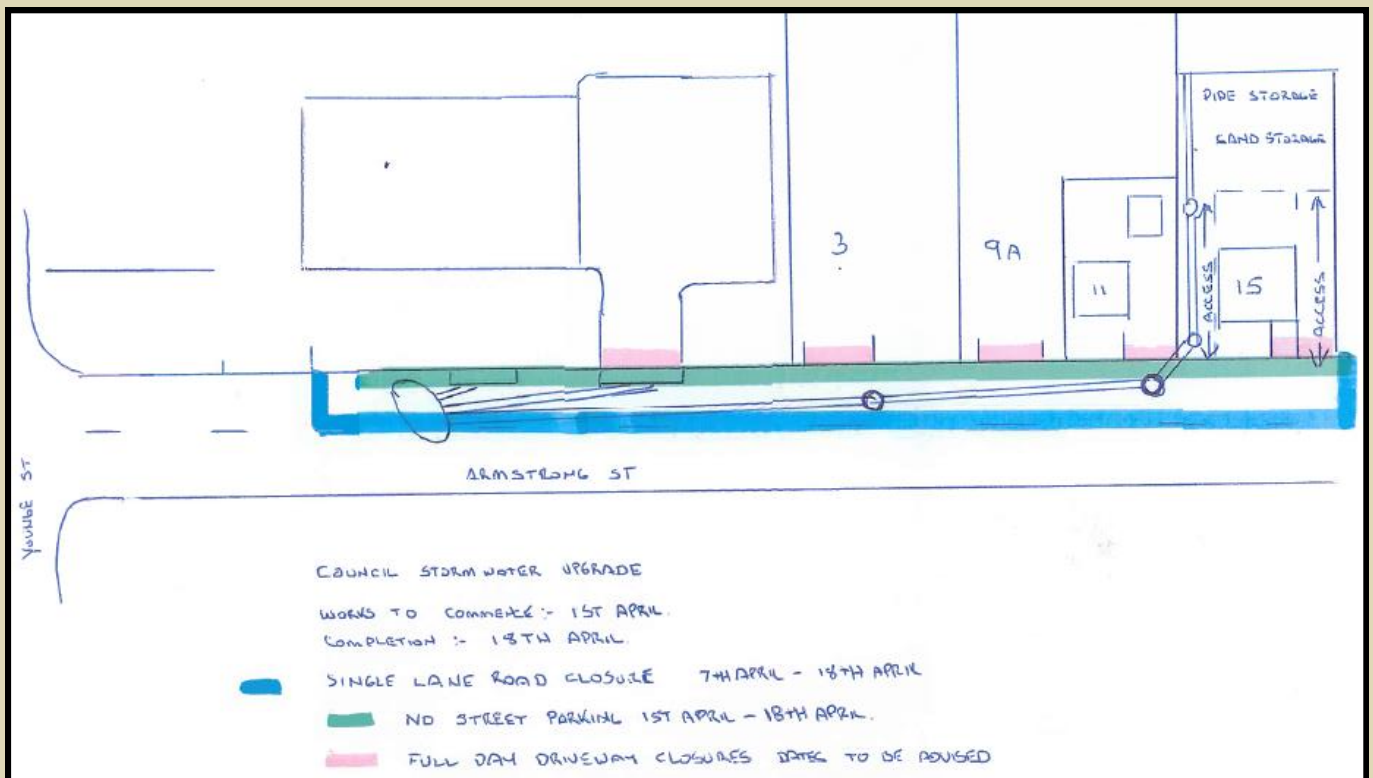 PIPE STORAGE
SAND STORAGE
3
9A
11
ACCESS
15
ACCESS
ARMSTRONG ST
YOUNGE ST
COUNCIL STORMWATER UPGRADE
WORKS TO COMMENCE :- 1ST APRIL.
COMPLETION :- 18TH APRIL.
SINGLE LANE ROAD CLOSURE 7TH APRIL - 18TH APRIL
NO STREET PARKING 1ST APRIL - 18TH APRIL.
FULL DAY DRIVEWAY CLOSURES DATES TO BE ADVISED